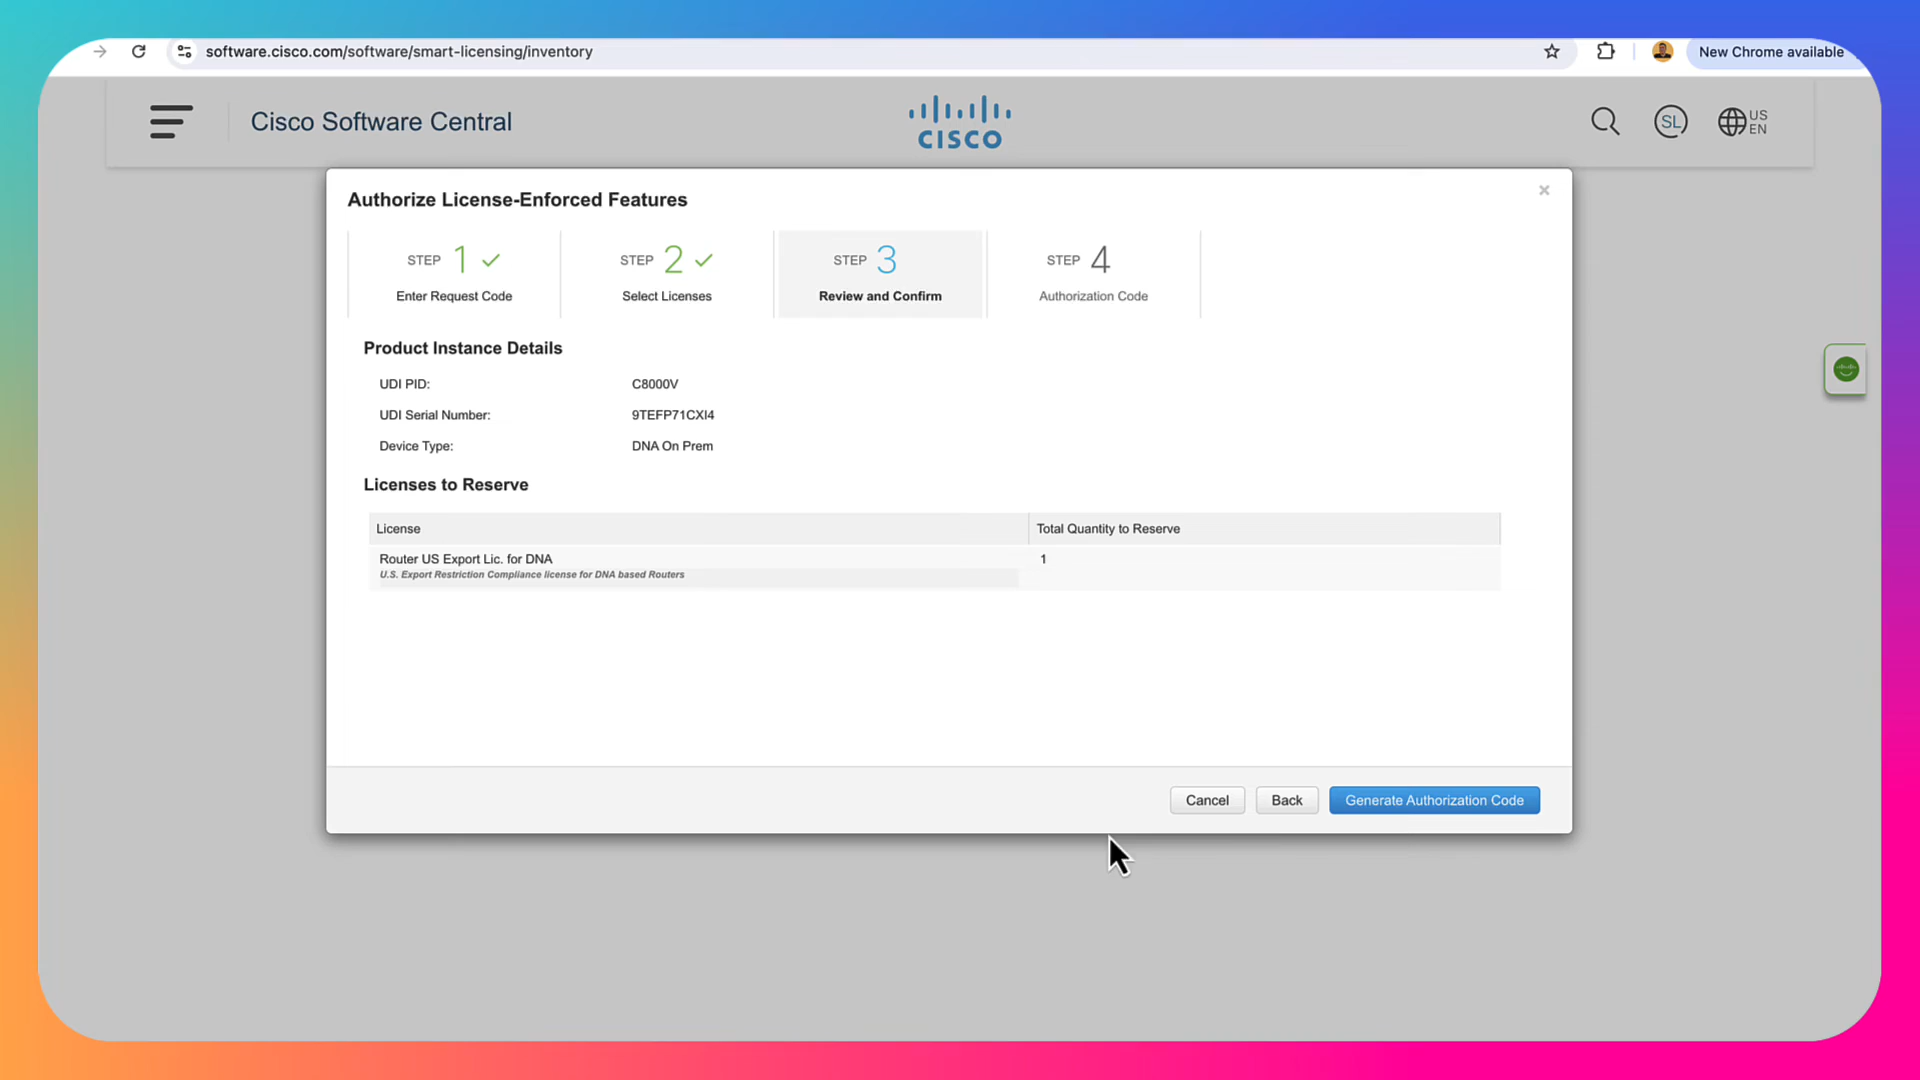 software.cisco.com/software/smart-licensing/inventory
New Chrome available
Cisco Software Central
CISCO
SL
US
EN
Authorize License-Enforced Features
×
STEP 1
Enter Request Code
STEP 2
Select Licenses
STEP 3
Review and Confirm
STEP 4
Authorization Code
Product Instance Details
UDI PID: C8000V
UDI Serial Number: 9TEFP71CXI4
Device Type: DNA On Prem
Licenses to Reserve
License Total Quantity to Reserve
Router US Export Lic. for DNA 1
U.S. Export Restriction Compliance license for DNA based Routers
Cancel Back Generate Authorization Code